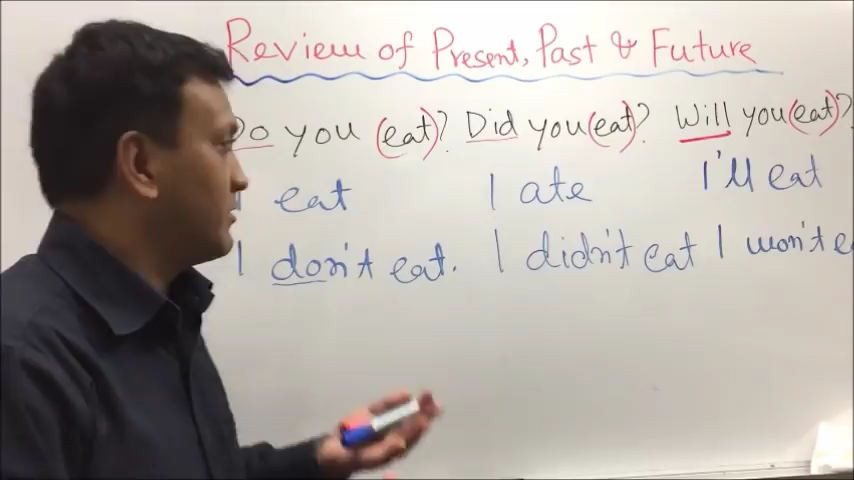 Review of Present, Past & Future
Do you (eat)? Did you (eat)? Will you (eat)?
I eat I ate I'll eat
I don't eat. I didn't eat I won't e